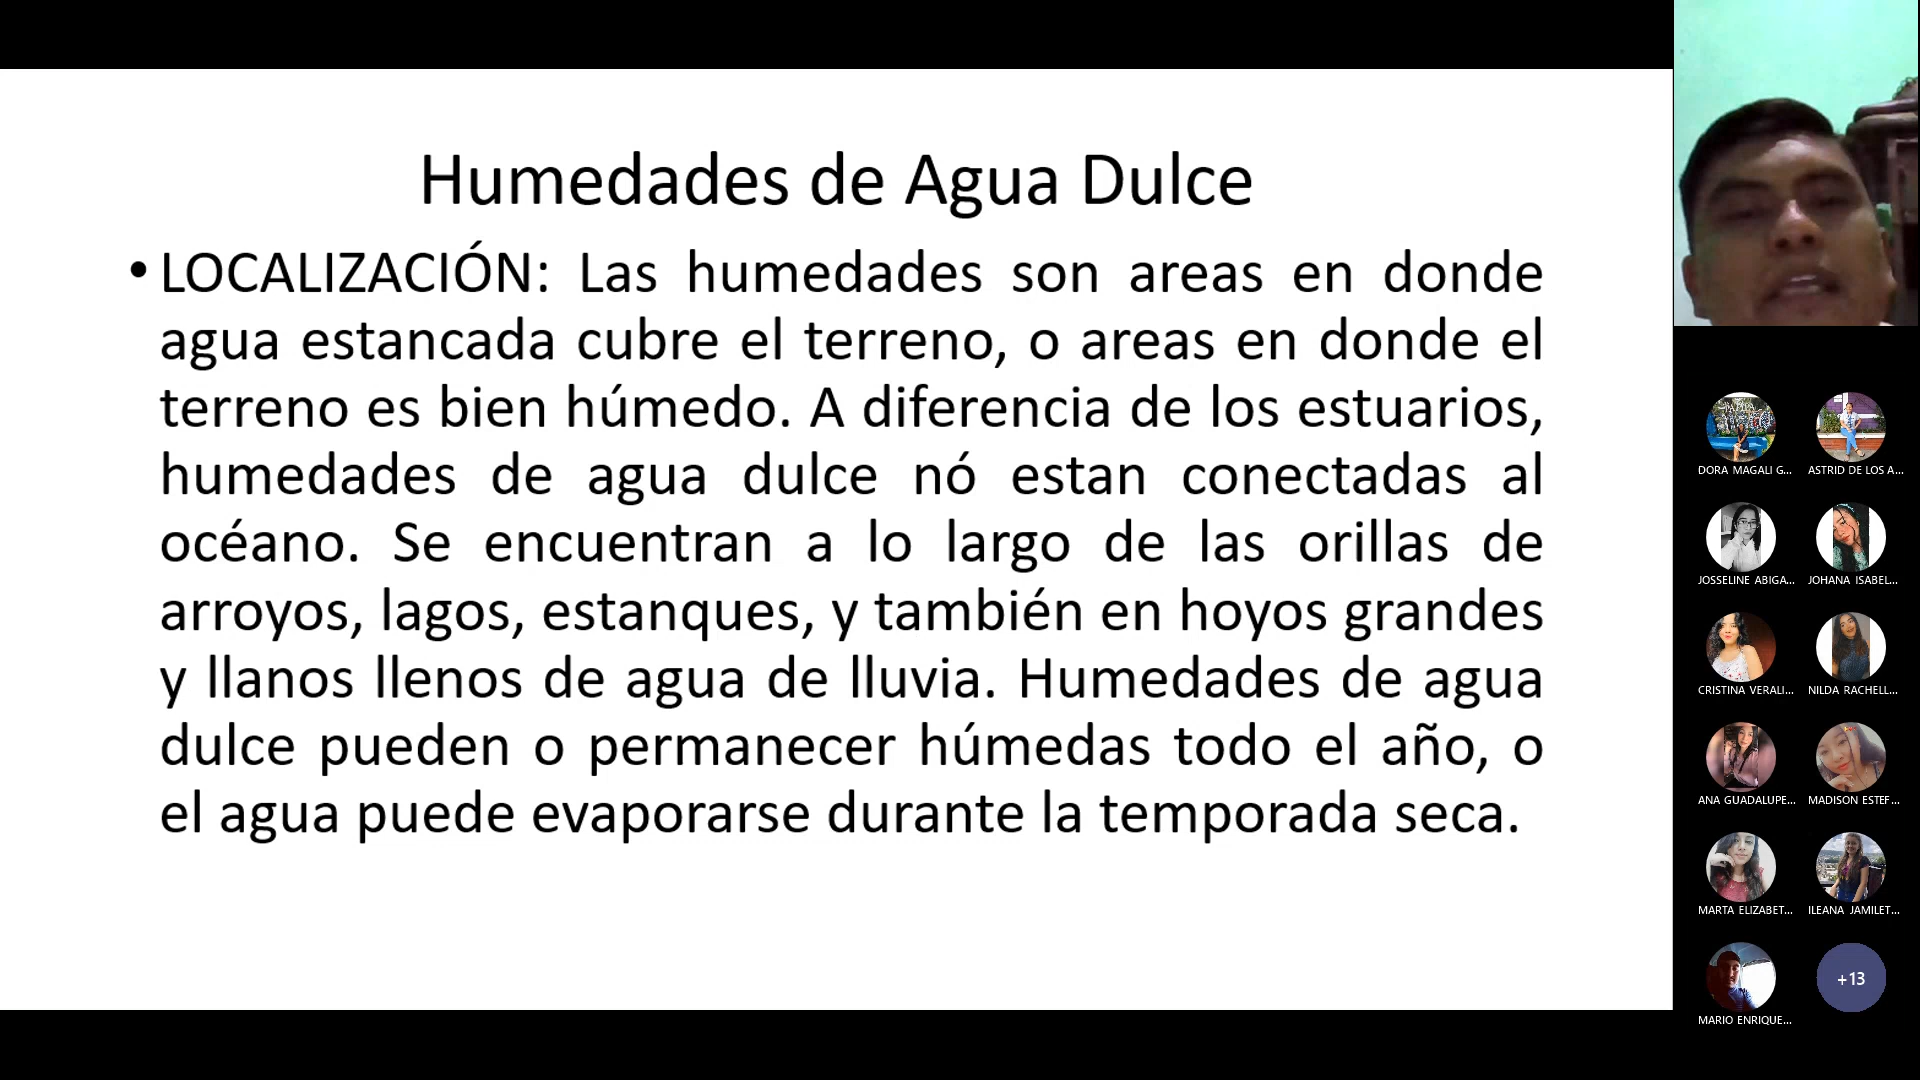 Humedades de Agua Dulce
• LOCALIZACIÓN: Las humedades son areas en donde
agua estancada cubre el terreno, o areas en donde el
terreno es bien húmedo. A diferencia de los estuarios,
humedades de agua dulce nó estan conectadas al
océano. Se encuentran a lo largo de las orillas de
arroyos, lagos, estanques, y también en hoyos grandes
y llanos llenos de agua de lluvia. Humedades de agua
dulce pueden o permanecer húmedas todo el año, o
el agua puede evaporarse durante la temporada seca.
DORA MAGALI G...
ASTRID DE LOS A...
JOSSELINE ABIGA...
JOHANA ISABEL...
CRISTINA VERALI...
NILDA RACHELL...
ANA GUADALUPE...
MADISON ESTEF...
MARTA ELIZABET...
ILEANA JAMILET...
MARIO ENRIQUE...
+13